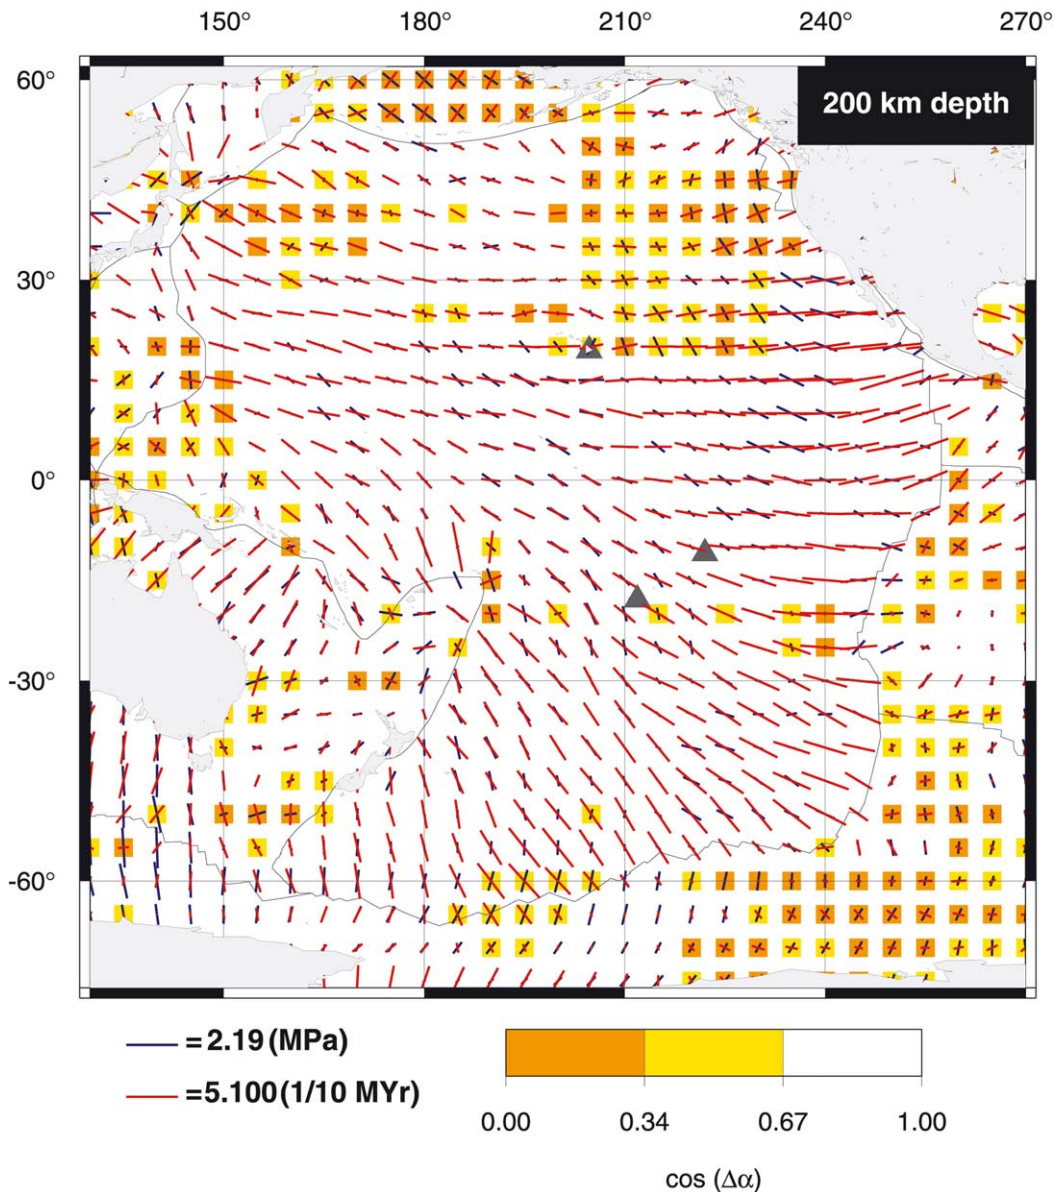 150° 180° 210° 240° 270°
60°
200 km depth
30°
0°
-30°
-60°
= 2.19 (MPa)
=5.100 (1/10 MYr)
0.00 0.34 0.67 1.00
cos (Δα)